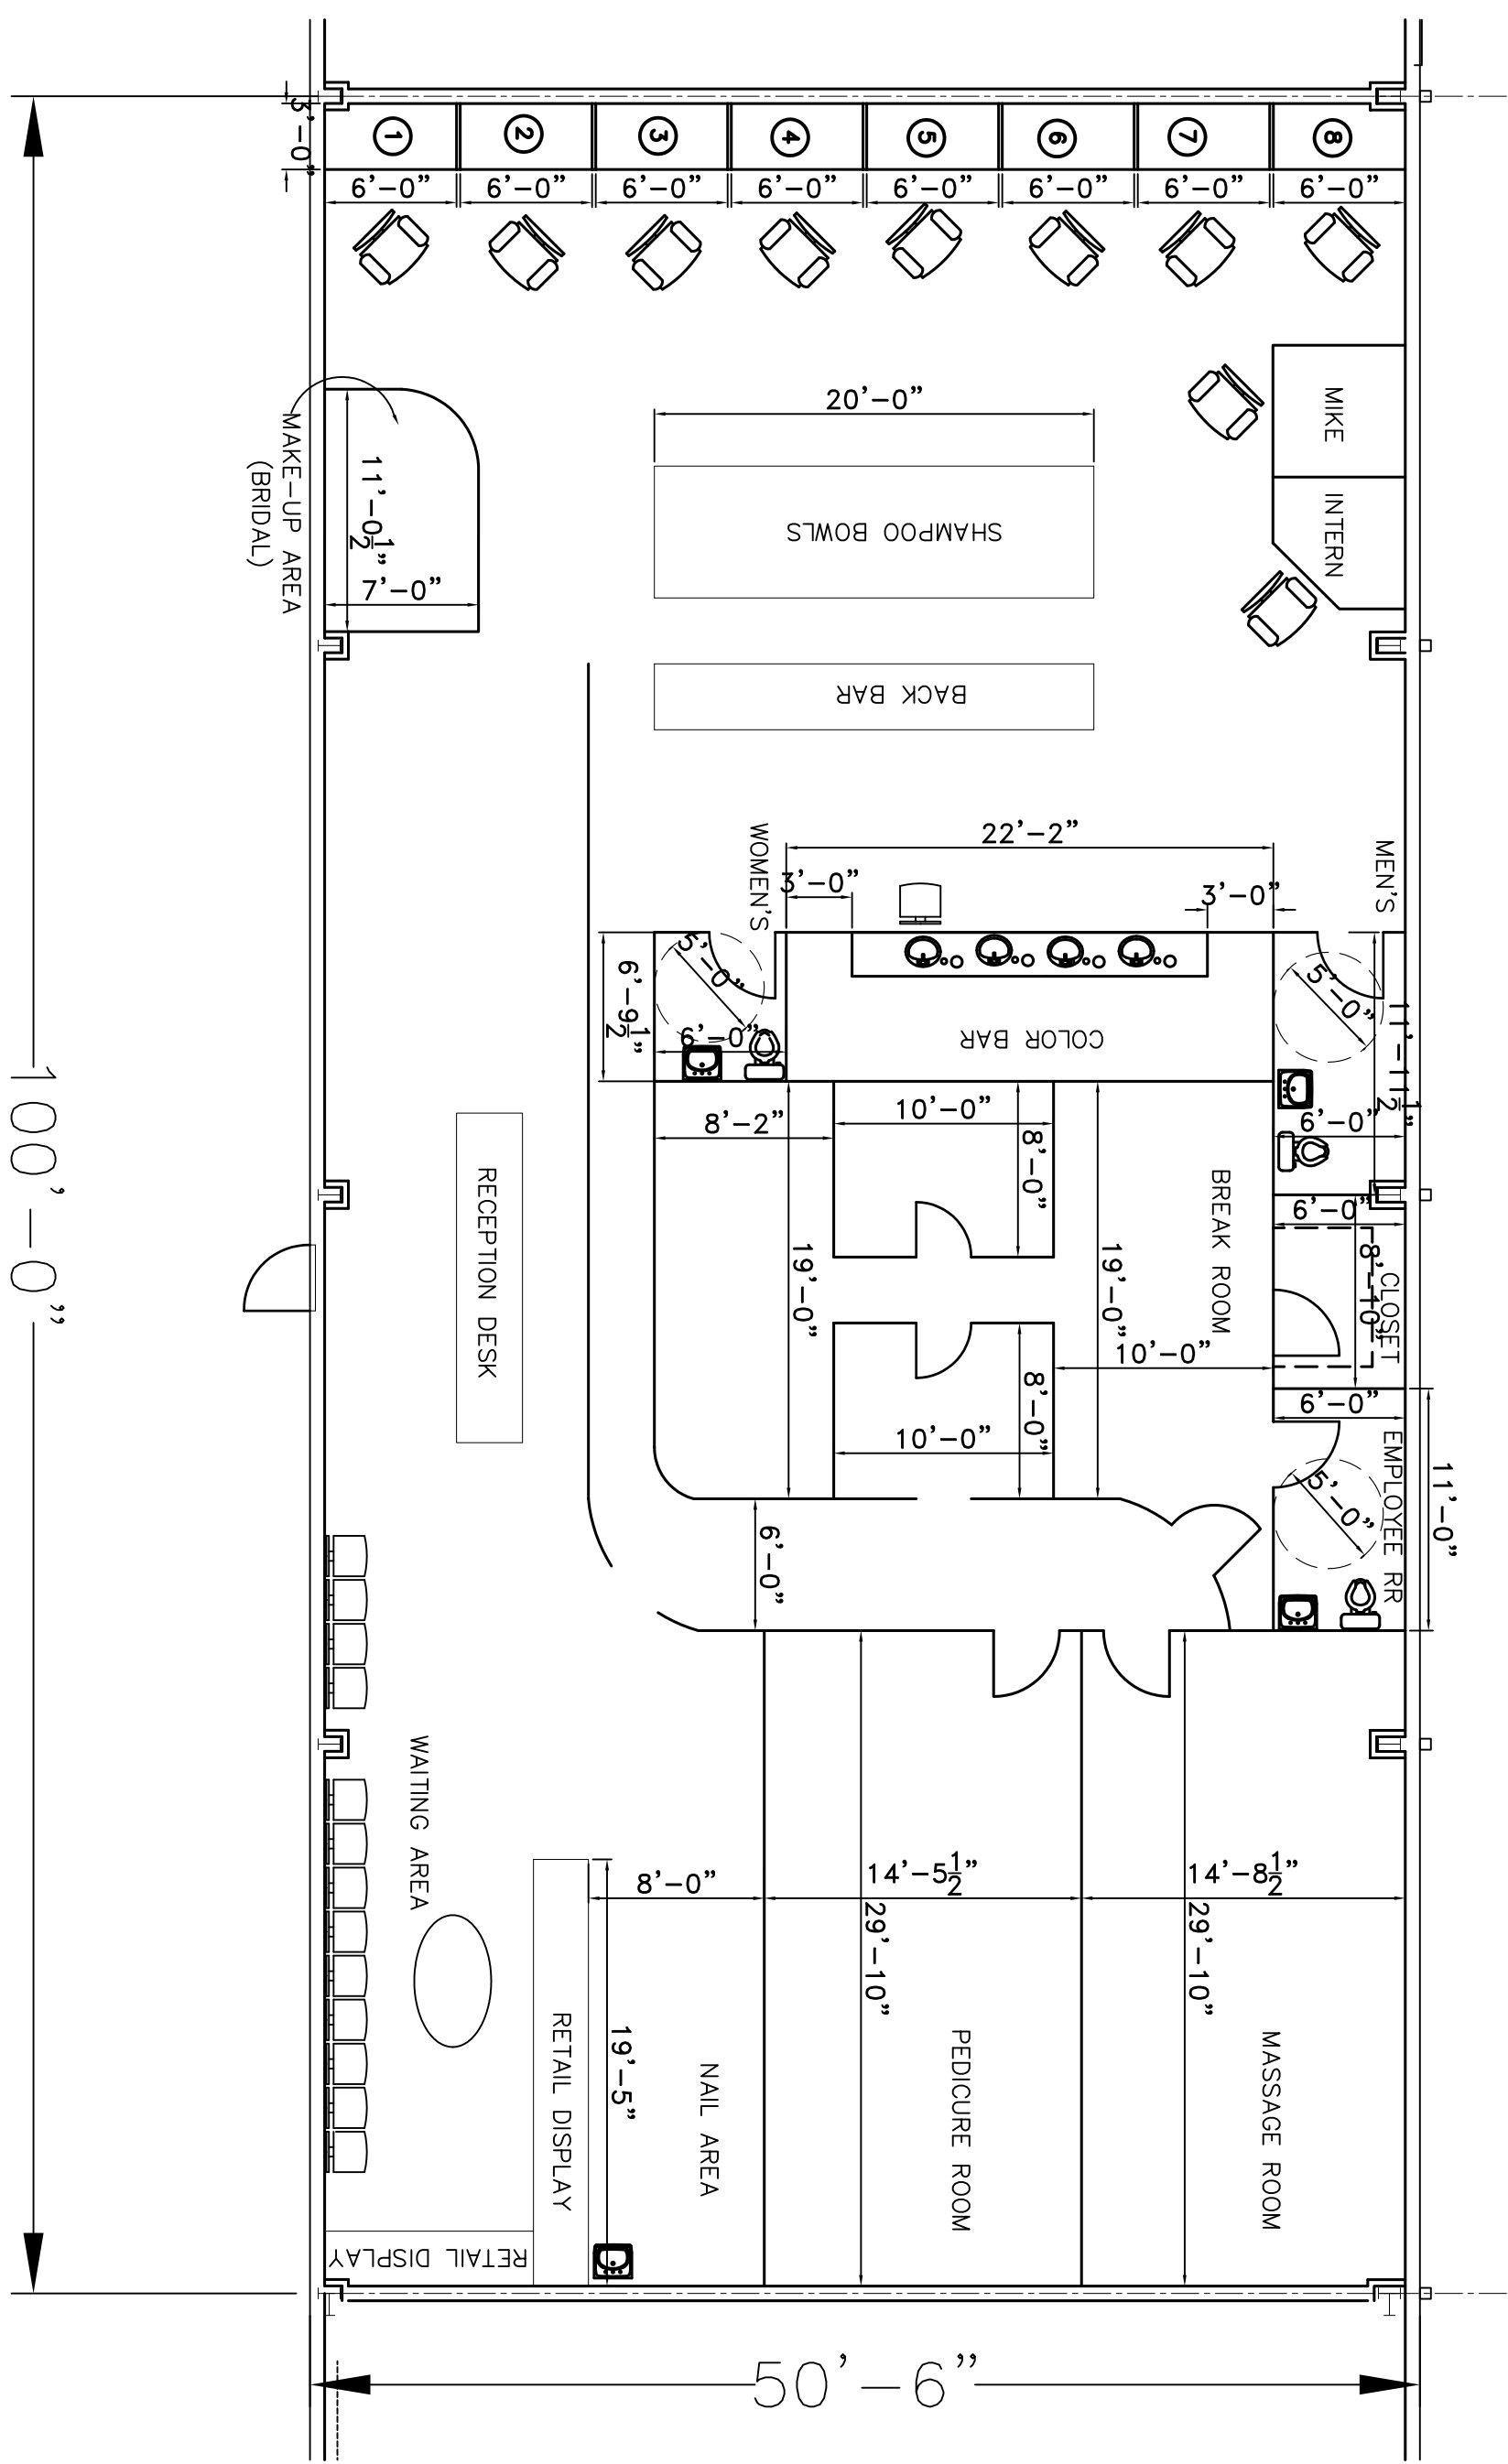 3'-0"
1
2
3
4
5
6
7
8
6'-0"
6'-0"
6'-0"
6'-0"
6'-0"
6'-0"
6'-0"
6'-0"
MIKE
INTERN
20'-0"
SHAMPOO BOWLS
BACK BAR
MAKE-UP AREA
(BRIDAL)
11'-0½"
7'-0"
WOMEN'S
22'-2"
MEN'S
3'-0"
3'-0"
5'-0"
6'-9½"
6'-0"
COLOR BAR
5'-0"
11'-11½"
6'-0"
8'-2"
10'-0"
8'-0"
19'-0"
19'-0"
BREAK ROOM
6'-0"
8'-10"
CLOSET
10'-0"
8'-0"
10'-0"
6'-0"
EMPLOYEE RR
5'-0"
11'-0"
RECEPTION DESK
100'-0"
6'-0"
WAITING AREA
8'-0"
14'-5½"
14'-8½"
29'-10"
29'-10"
19'-5"
RETAIL DISPLAY
NAIL AREA
PEDICURE ROOM
MASSAGE ROOM
RETAIL DISPLAY
50'-6"